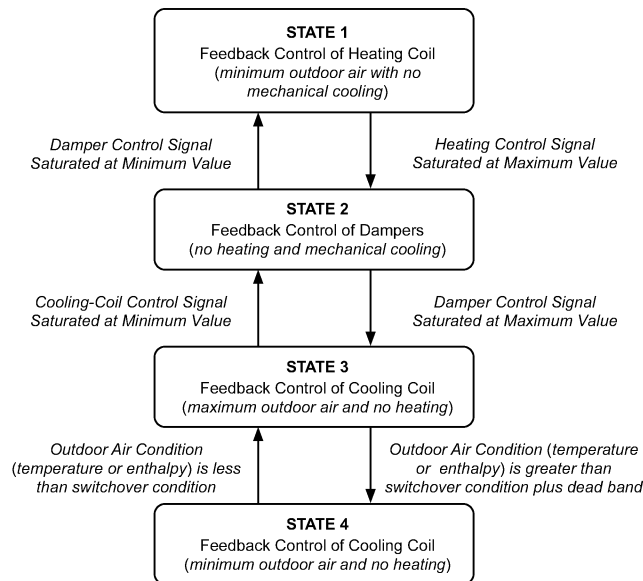 STATE 1
Feedback Control of Heating Coil
(minimum outdoor air with no
mechanical cooling)
Damper Control Signal
Saturated at Minimum Value
Heating Control Signal
Saturated at Maximum Value
STATE 2
Feedback Control of Dampers
(no heating and mechanical cooling)
Cooling-Coil Control Signal
Saturated at Minimum Value
Damper Control Signal
Saturated at Maximum Value
STATE 3
Feedback Control of Cooling Coil
(maximum outdoor air and no heating)
Outdoor Air Condition
(temperature or enthalpy) is less
than switchover condition
Outdoor Air Condition (temperature
or enthalpy) is greater than
switchover condition plus dead band
STATE 4
Feedback Control of Cooling Coil
(minimum outdoor air and no heating)